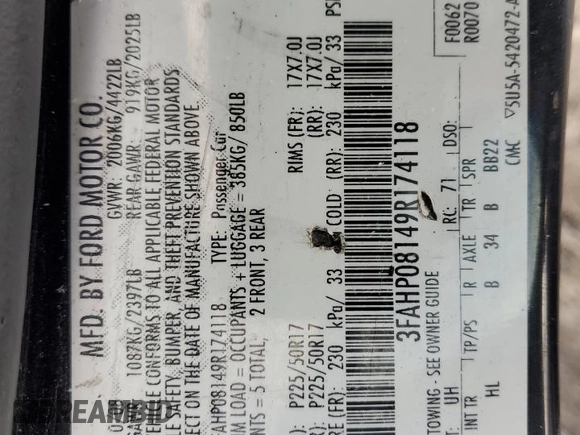 MFD. BY FORD MOTOR CO.
GVWR: 2006KG/4422LB
1087KG/2397LB REAR GAWR: 919KG/2025LB
VEHICLE CONFORMS TO ALL APPLICABLE FEDERAL MOTOR
SAFETY, BUMPER, AND THEFT PREVENTION STANDARDS
ON THE DATE OF MANUFACTURE SHOWN ABOVE.
FAHP08149R174118 TYPE: Passenger Car
= OCCUPANTS + LUGGAGE = 385KG/ 850LB
= 5 TOTAL, 2 FRONT, 3 REAR
P225/50R17 RIMS (FR): 17X7.0J
P225/50R17 (RR): 17X7.0J
(FR): 230 kPa/ 33 COLD (RR): 230 kPa/ 33 PSI
3FAHP08149R174118
TOWING - SEE OWNER GUIDE
F0062
R0070
T: UH RC: 71 DSO:
INT TR TP/PS R AXLE TR SPR
HL B 34 B BB22
CMC ▽5U5A-5420472-A
STREAMBID